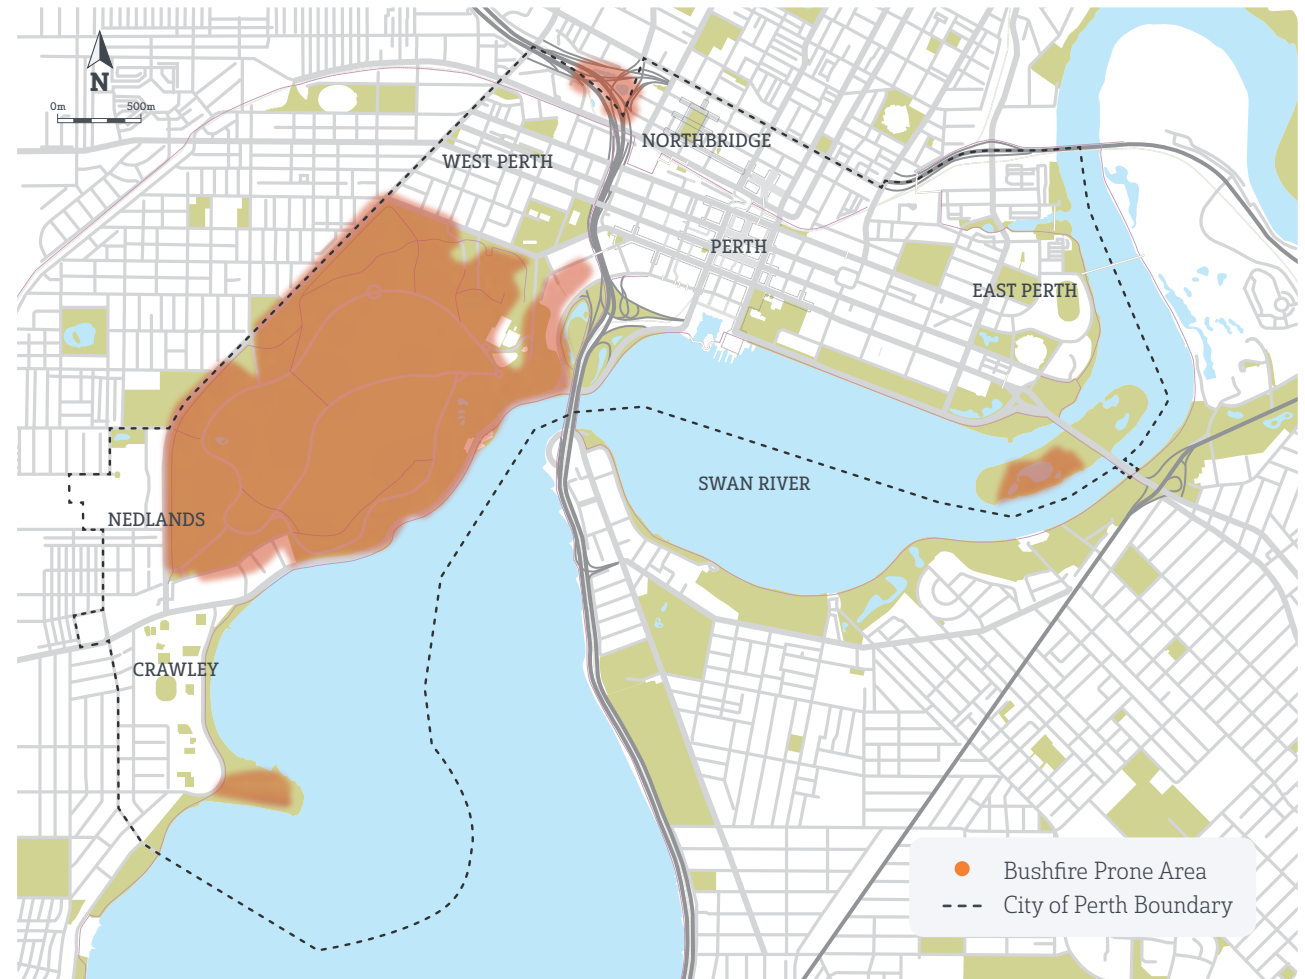 N
0m 500m
NORTHBRIDGE
WEST PERTH
PERTH
EAST PERTH
SWAN RIVER
NEDLANDS
CRAWLEY
Bushfire Prone Area
City of Perth Boundary